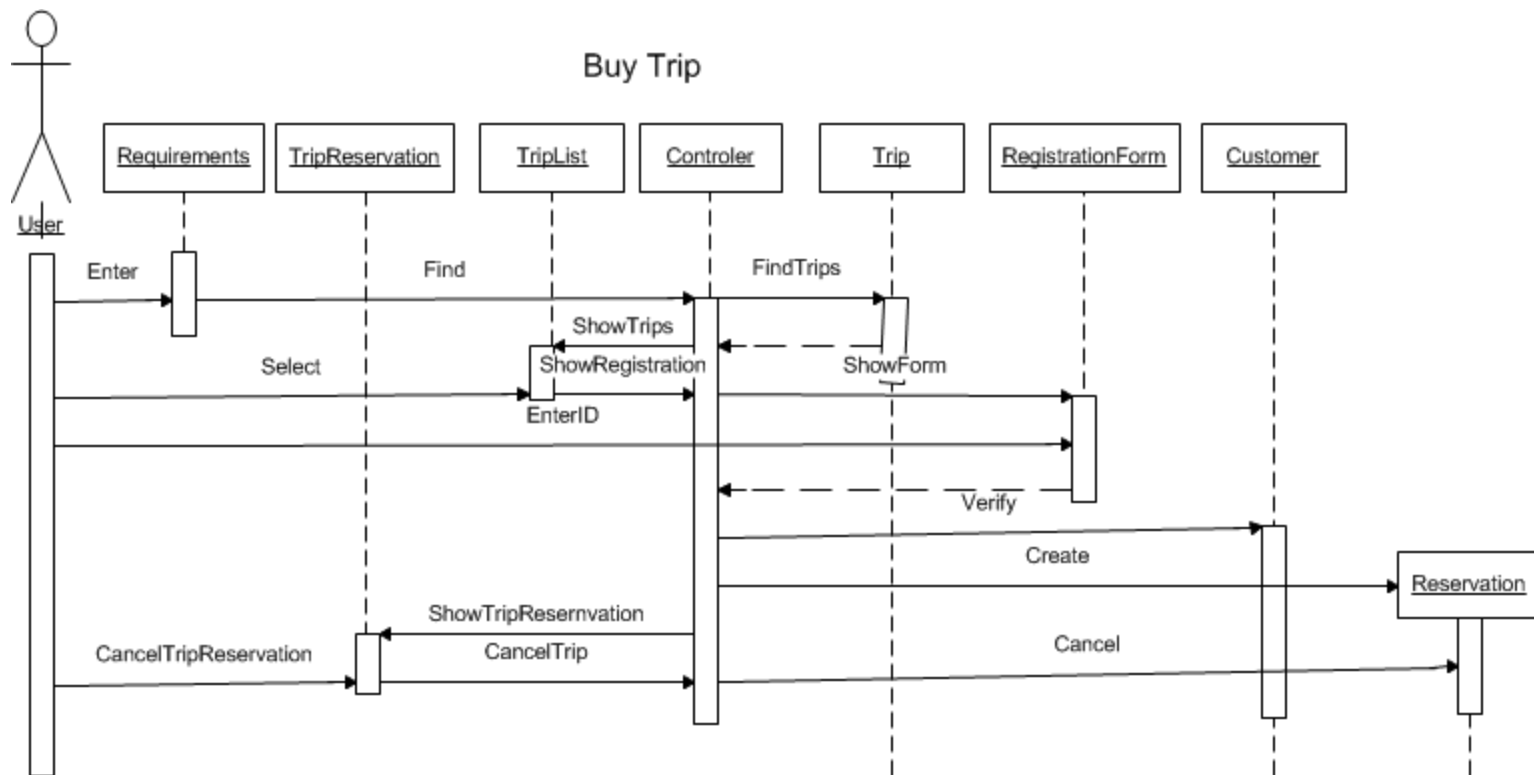 Buy Trip
Requirements
TripReservation
TripList
Controler
Trip
RegistrationForm
Customer
User
Enter
Find
FindTrips
ShowTrips
Select
ShowRegistration
ShowForm
EnterID
Verify
Create
Reservation
ShowTripResernvation
CancelTripReservation
CancelTrip
Cancel